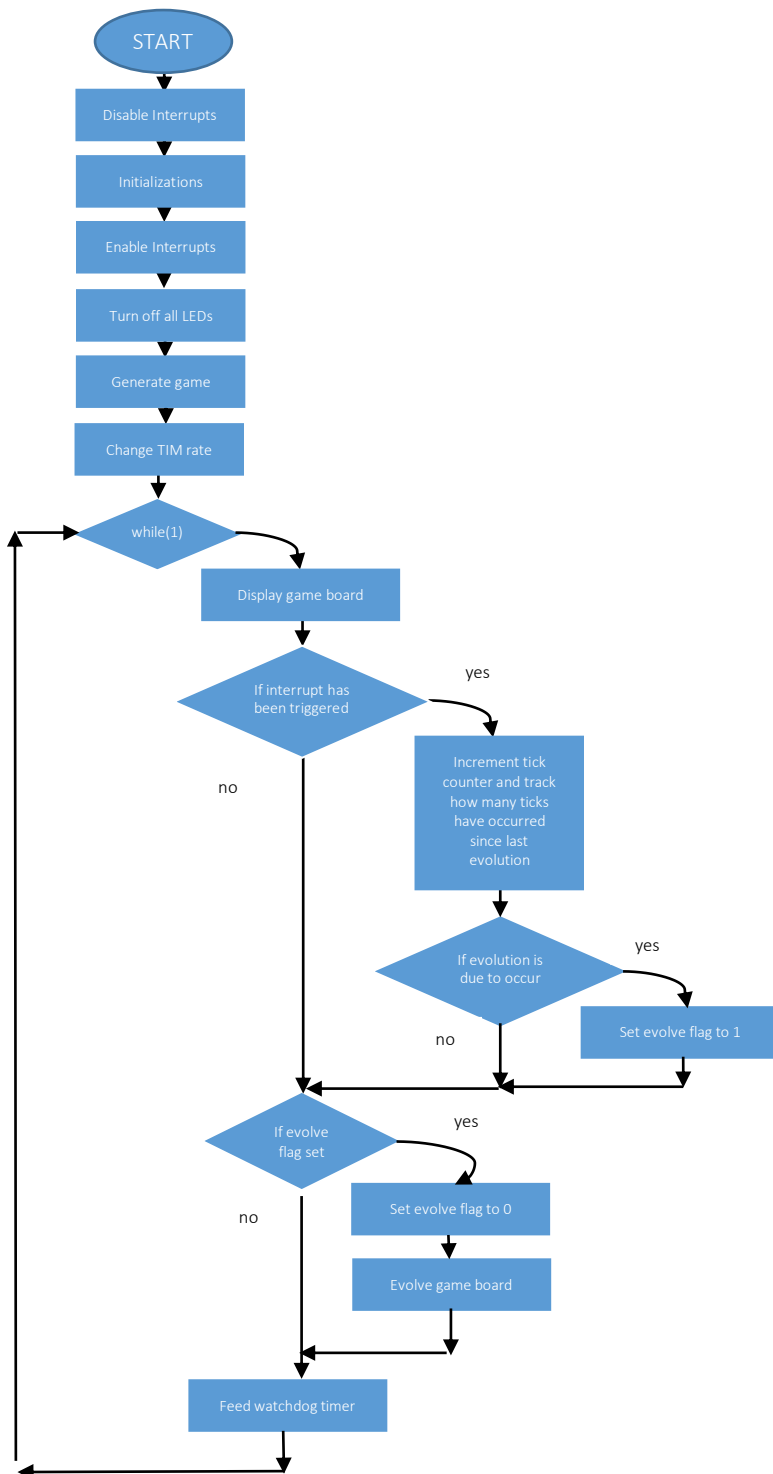 START
Disable Interrupts
Initializations
Enable Interrupts
Turn off all LEDs
Generate game
Change TIM rate
while(1)
Display game board
If interrupt has
been triggered
yes
no
Increment tick
counter and track
how many ticks
have occurred
since last
evolution
If evolution is
due to occur
yes
no
Set evolve flag to 1
If evolve
flag set
yes
no
Set evolve flag to 0
Evolve game board
Feed watchdog timer